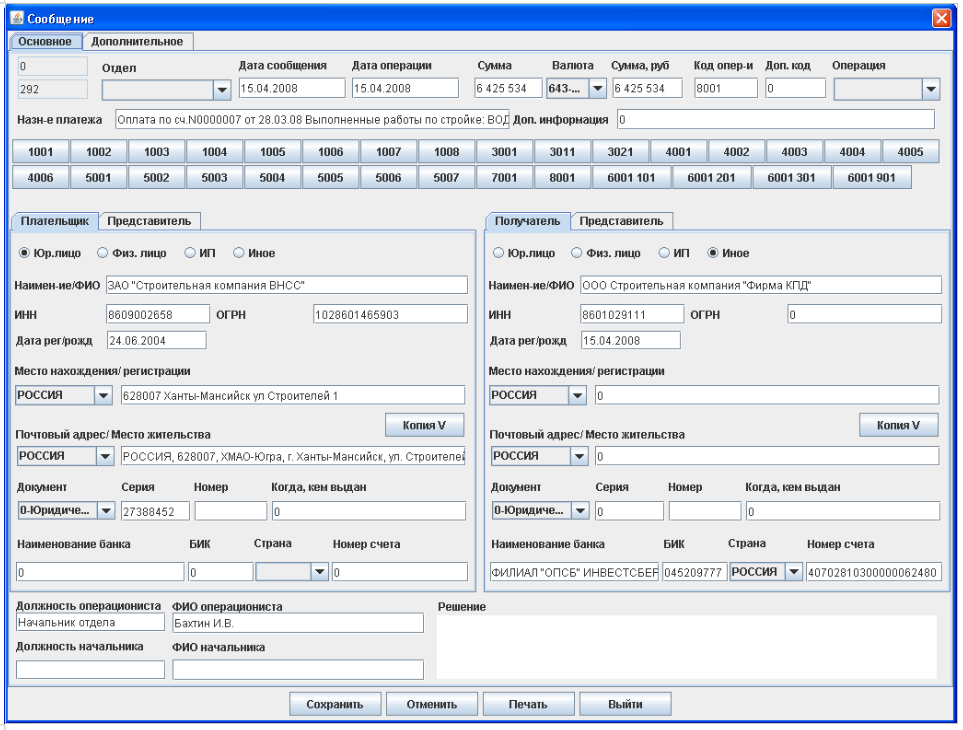 Сообщение
Основное Дополнительное
0
Отдел Дата сообщения Дата операции Сумма Валюта Сумма, руб Код опер-и Доп. код Операция
292 15.04.2008 15.04.2008 6 425 534 643-... 6 425 534 8001 0
Назн-е платежа Оплата по сч.N0000007 от 28.03.08 Выполненные работы по стройке: ВОД Доп. информация 0
1001 1002 1003 1004 1005 1006 1007 1008 3001 3011 3021 4001 4002 4003 4004 4005
4006 5001 5002 5003 5004 5005 5006 5007 7001 8001 6001 101 6001 201 6001 301 6001 901
Плательщик Представитель Получатель Представитель
Юр.лицо Физ. лицо ИП Иное Юр.лицо Физ. лицо ИП Иное
Наимен-ие/ФИО ЗАО "Строительная компания ВНСС" Наимен-ие/ФИО ООО Строительная компания "Фирма КПД"
ИНН 8609002658 ОГРН 1028601465903 ИНН 8601029111 ОГРН 0
Дата рег/рожд 24.06.2004 Дата рег/рожд 15.04.2008
Место нахождения/ регистрации Место нахождения/ регистрации
РОССИЯ 628007 Ханты-Мансийск ул Строителей 1 РОССИЯ 0
Копия V Копия V
Почтовый адрес/ Место жительства Почтовый адрес/ Место жительства
РОССИЯ РОССИЯ, 628007, ХМАО-Югра, г. Ханты-Мансийск, ул. Строителей РОССИЯ 0
Документ Серия Номер Когда, кем выдан Документ Серия Номер Когда, кем выдан
0-Юридиче... 27388452 0 0-Юридиче... 0 0
Наименование банка БИК Страна Номер счета Наименование банка БИК Страна Номер счета
0 0 0 ФИЛИАЛ "ОПСБ" ИНВЕСТСБЕР 045209777 РОССИЯ 40702810300000062480
Должность операциониста ФИО операциониста Решение
Начальник отдела Бахтин И.В.
Должность начальника ФИО начальника
Сохранить Отменить Печать Выйти